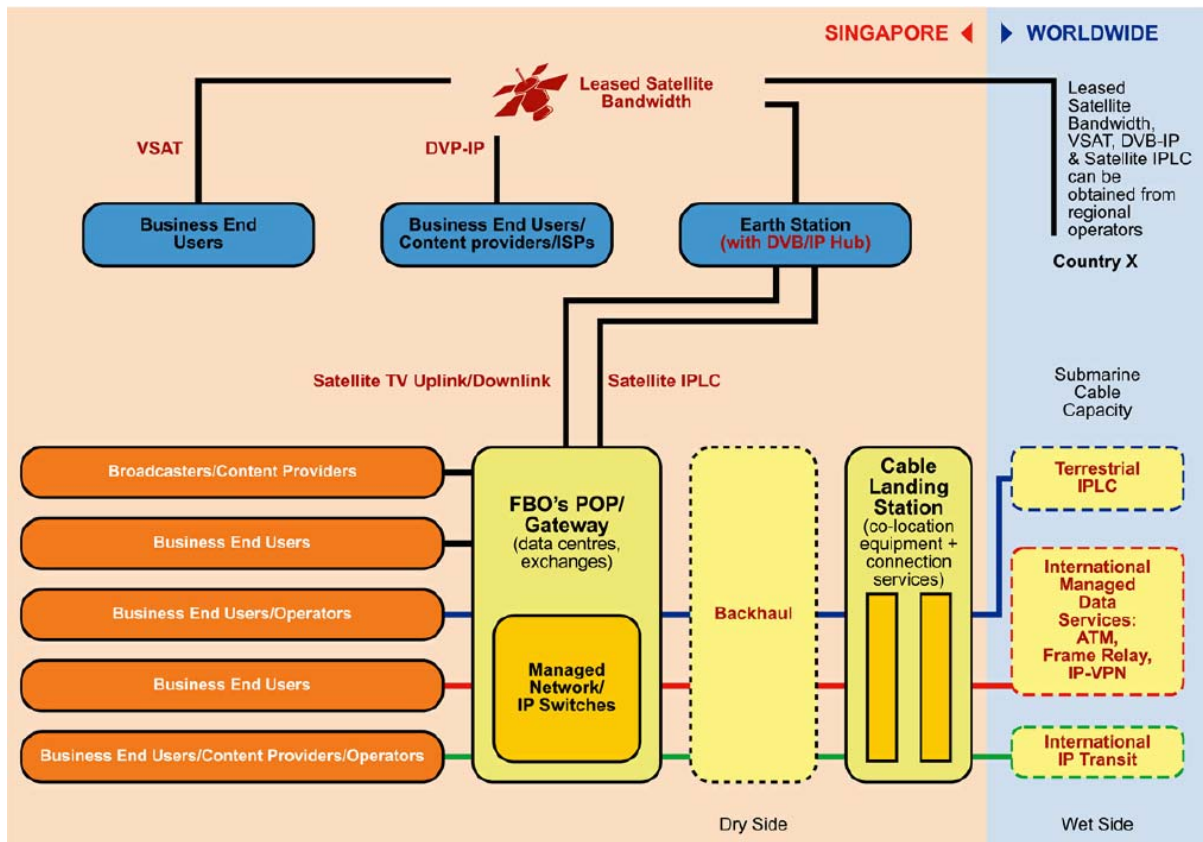 SINGAPORE
WORLDWIDE
Leased Satellite
Bandwidth
Leased
Satellite
Bandwidth,
VSAT, DVB-IP
& Satellite IPLC
can be
obtained from
regional
operators
Country X
VSAT
DVP-IP
Business End
Users
Business End Users/
Content providers/ISPs
Earth Station
(with DVB/IP Hub)
Satellite TV Uplink/Downlink
Satellite IPLC
Submarine
Cable
Capacity
Broadcasters/Content Providers
Business End Users
Business End Users/Operators
Business End Users
Business End Users/Content Providers/Operators
FBO's POP/
Gateway
(data centres,
exchanges)
Managed
Network/
IP Switches
Backhaul
Cable
Landing
Station
(co-location
equipment +
connection
services)
Terrestrial
IPLC
International
Managed
Data
Services:
ATM,
Frame Relay,
IP-VPN
International
IP Transit
Dry Side
Wet Side